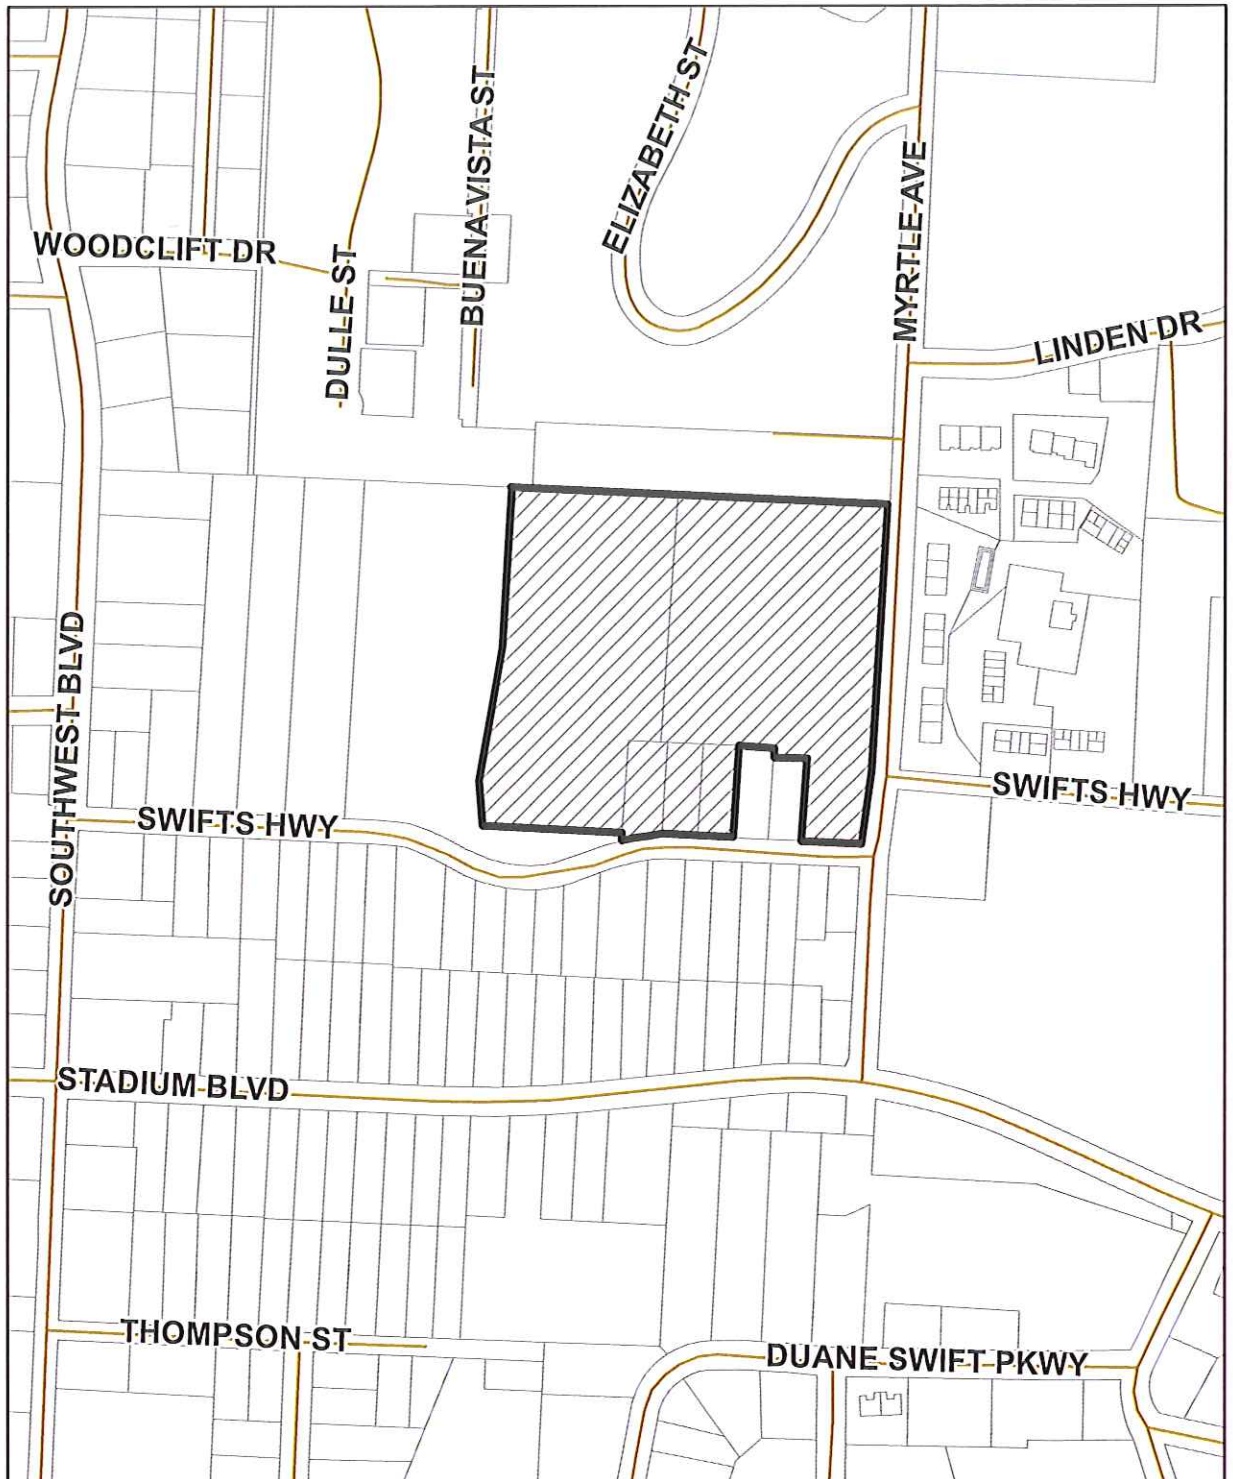 ELIZABETH ST
BUENA VISTA ST
MYRTLE AVE
WOODCLIFT DR
DULLE ST
LINDEN DR
SOUTHWEST BLVD
SWIFTS HWY
SWIFTS HWY
STADIUM BLVD
THOMPSON ST
DUANE SWIFT PKWY